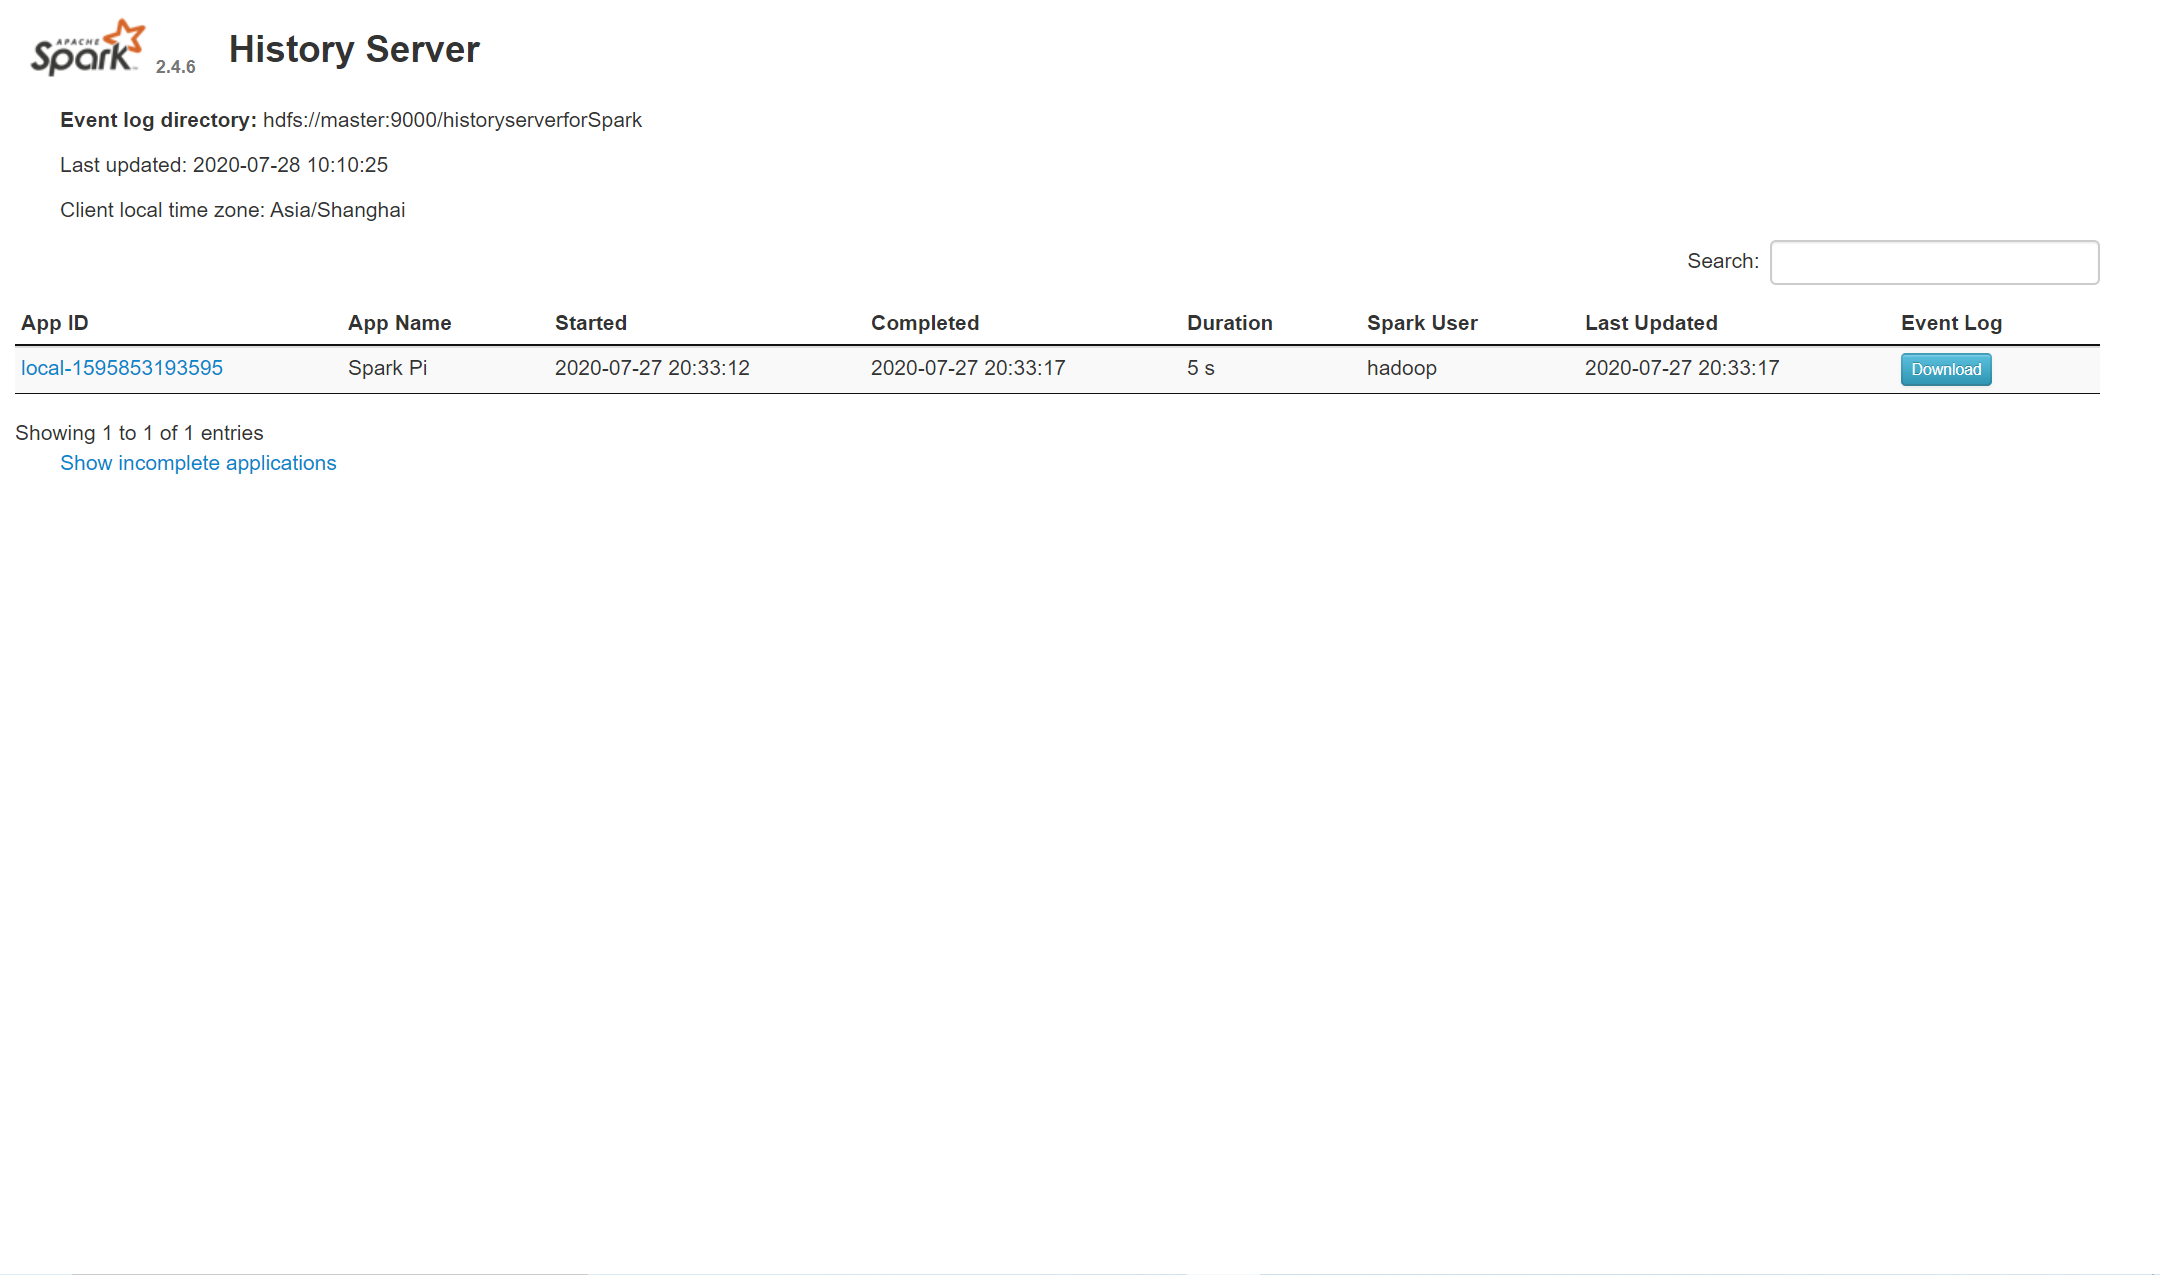 APACHE
Spark 2.4.6 History Server
Event log directory: hdfs://master:9000/historyserverforSpark
Last updated: 2020-07-28 10:10:25
Client local time zone: Asia/Shanghai
Search:
App ID App Name Started Completed Duration Spark User Last Updated Event Log
local-1595853193595 Spark Pi 2020-07-27 20:33:12 2020-07-27 20:33:17 5 s hadoop 2020-07-27 20:33:17 Download
Showing 1 to 1 of 1 entries
Show incomplete applications